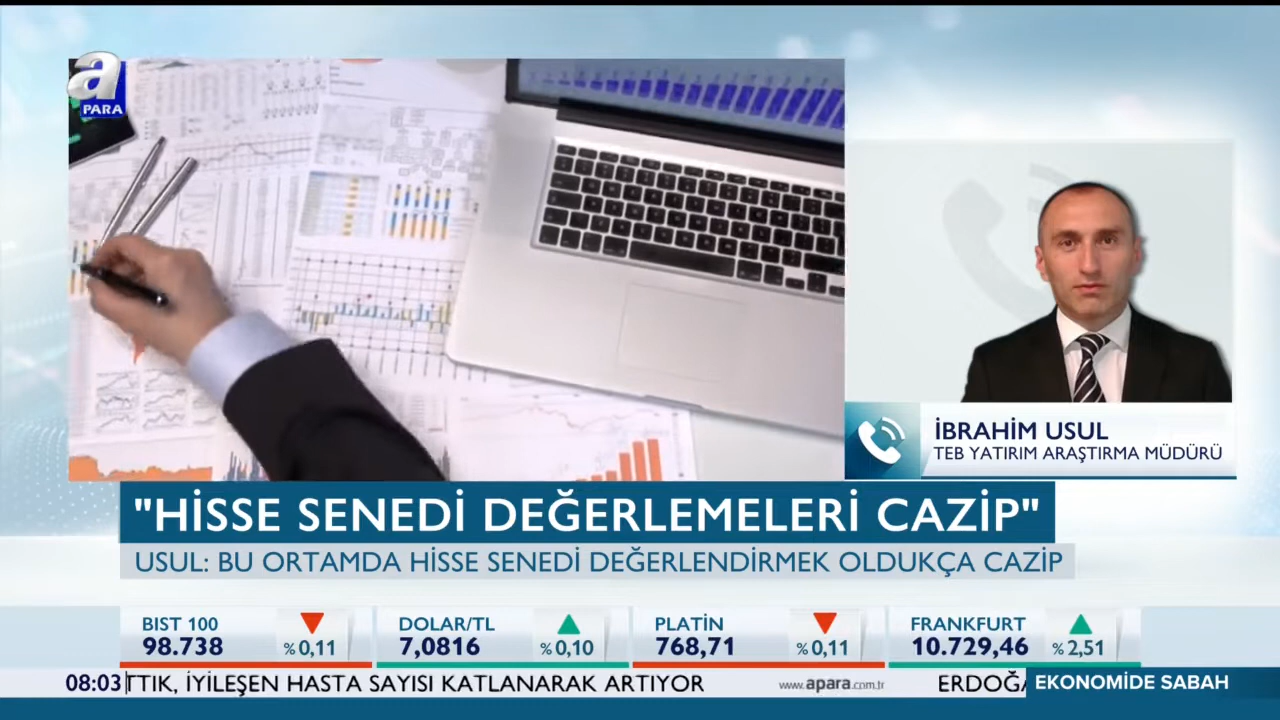 a
PARA
İBRAHİM USUL
TEB YATIRIM ARAŞTIRMA MÜDÜRÜ
"HİSSE SENEDİ DEĞERLEMELERİ CAZİP"
USUL: BU ORTAMDA HİSSE SENEDİ DEĞERLENDİRMEK OLDUKÇA CAZİP
BIST 100
98.738 %0,11
DOLAR/TL
7,0816 %0,10
PLATİN
768,71 %0,11
FRANKFURT
10.729,46 %2,51
08:03 TTIK, İYİLEŞEN HASTA SAYISI KATLANARAK ARTIYOR www.apara.com.tr ERDOĞA EKONOMİDE SABAH